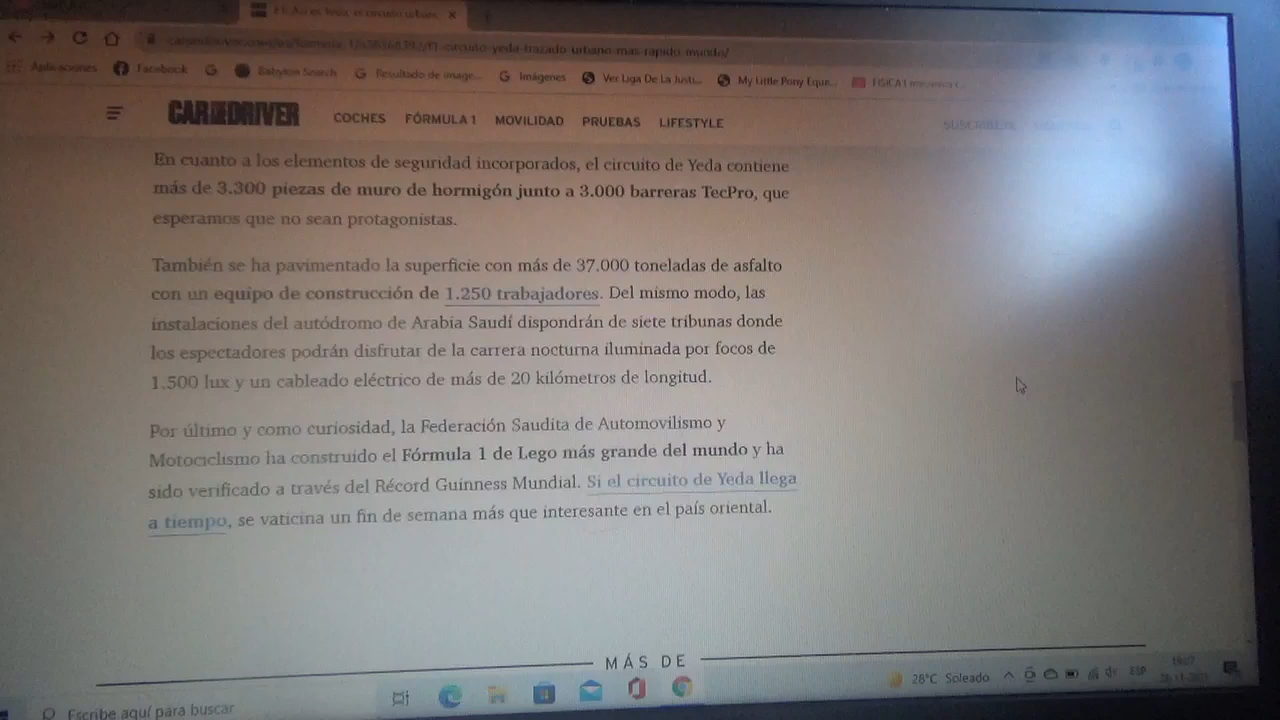 circuito-yeda-trazado-urbano-mas-rapido-mundo/
Aplicaciones Facebook Babylon Search Resultado de image... Imágenes Ver Liga De La Justi... My Little Pony Eque...
CAR AND DRIVER COCHES FÓRMULA 1 MOVILIDAD PRUEBAS LIFESTYLE
En cuanto a los elementos de seguridad incorporados, el circuito de Yeda contiene
más de 3.300 piezas de muro de hormigón junto a 3.000 barreras TecPro, que
esperamos que no sean protagonistas.
También se ha pavimentado la superficie con más de 37.000 toneladas de asfalto
con un equipo de construcción de 1.250 trabajadores. Del mismo modo, las
instalaciones del autódromo de Arabia Saudí dispondrán de siete tribunas donde
los espectadores podrán disfrutar de la carrera nocturna iluminada por focos de
1.500 lux y un cableado eléctrico de más de 20 kilómetros de longitud.
Por último y como curiosidad, la Federación Saudita de Automovilismo y
Motociclismo ha construido el Fórmula 1 de Lego más grande del mundo y ha
sido verificado a través del Récord Guinness Mundial. Si el circuito de Yeda llega
a tiempo, se vaticina un fin de semana más que interesante en el país oriental.
MÁS DE
Escribe aquí para buscar 28°C Soleado ESP